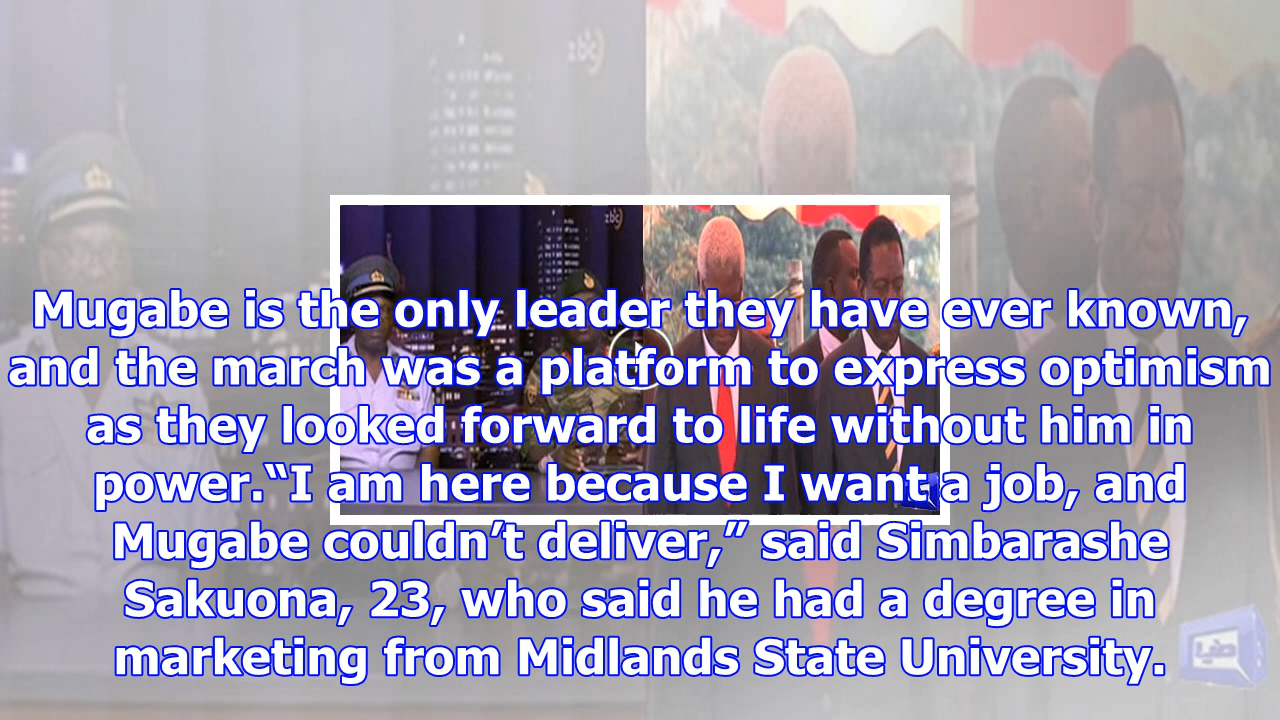 zbc
zbc
Mugabe is the only leader they have ever known,
and the march was a platform to express optimism
as they looked forward to life without him in
power.“I am here because I want a job, and
Mugabe couldn’t deliver,” said Simbarashe
Sakuona, 23, who said he had a degree in
marketing from Midlands State University.